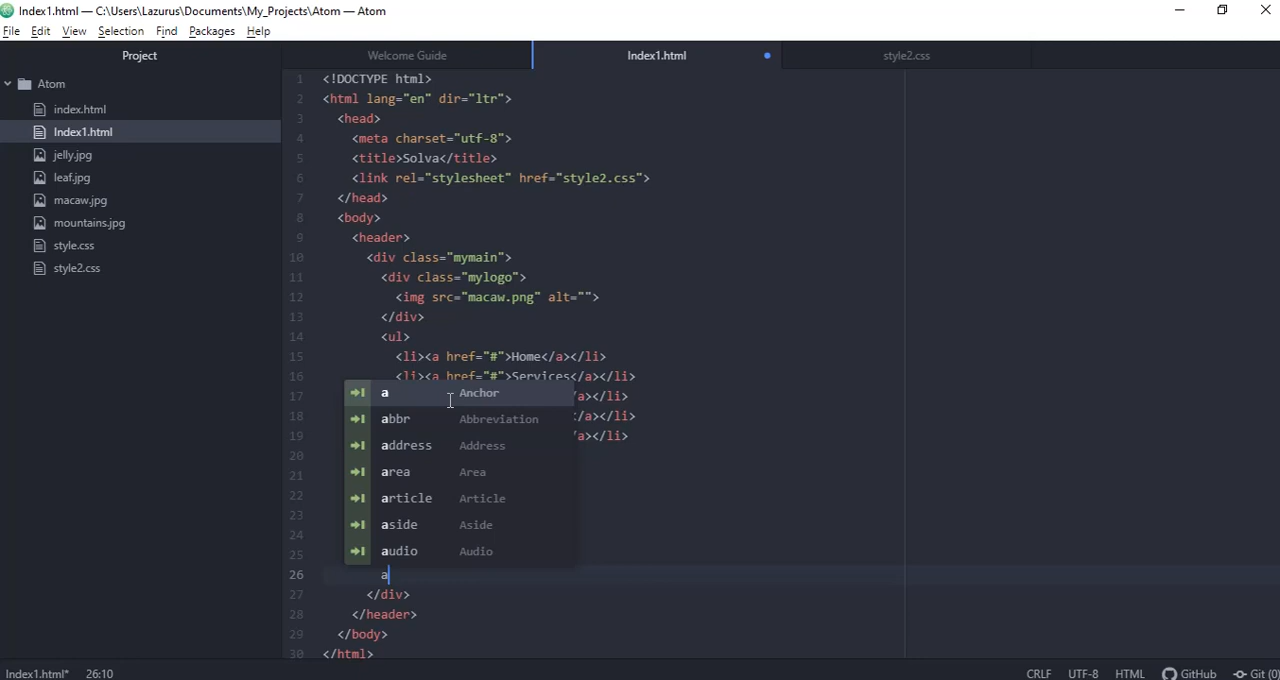 Index1.html — C:\Users\Lazurus\Documents\My_Projects\Atom — Atom
File Edit View Selection Find Packages Help
Project
Welcome Guide
Index1.html
style2.css
Atom
index.html
Index1.html
jelly.jpg
leaf.jpg
macaw.jpg
mountains.jpg
style.css
style2.css
1 <!DOCTYPE html>
2 <html lang="en" dir="ltr">
3 <head>
4 <meta charset="utf-8">
5 <title>Solva</title>
6 <link rel="stylesheet" href="style2.css">
7 </head>
8 <body>
9 <header>
10 <div class="mymain">
11 <div class="mylogo">
12 <img src="macaw.png" alt="">
13 </div>
14 <ul>
15 <li><a href="#">Home</a></li>
16 <li><a href="#">Services</a></li>
17 /a></li>
18 /a></li>
19 /a></li>
20
21
22
23
24
25
a Anchor
abbr Abbreviation
address Address
area Area
article Article
aside Aside
audio Audio
26 a
27 </div>
28 </header>
29 </body>
30 </html>
Index1.html* 26:10
CRLF UTF-8 HTML GitHub Git (0)